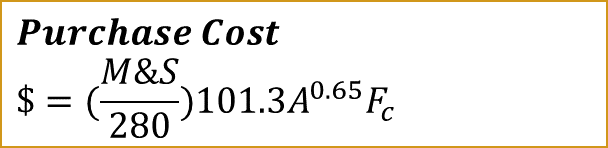 Purchase Cost
$ = (M&S/280)101.3A^0.65 F_c